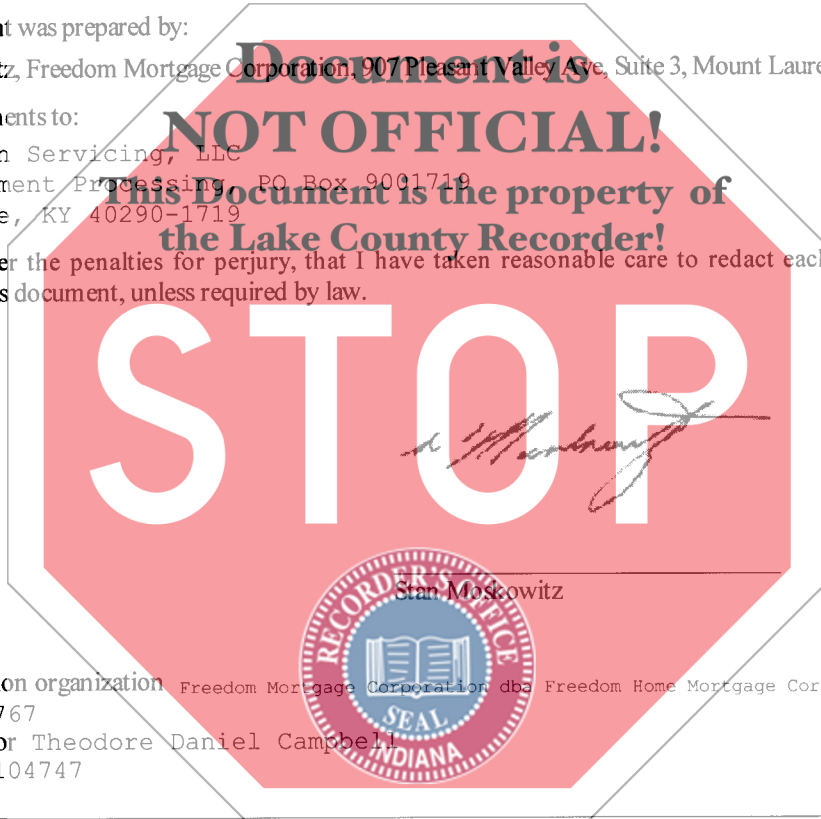 t was prepared by:
Document is
tz, Freedom Mortgage Corporation, 907 Pleasant Valley Ave, Suite 3, Mount Laure
ents to:
NOT OFFICIAL!
n Servicing, LLC
ment Processing, PO Box 9001719
This Document is the property of
e, KY 40290-1719
the Lake County Recorder!
er the penalties for perjury, that I have taken reasonable care to redact each
s document, unless required by law.
STOP
Stan Moskowitz
RECORDER'S OFFICE
on organization Freedom Mortgage Corporation dba Freedom Home Mortgage Cor
767
SEAL
or Theodore Daniel Campbell
INDIANA
104747